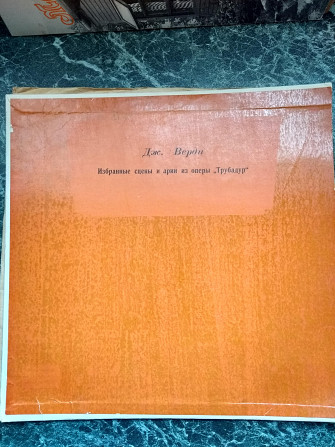 Дж. Верди
Избранные сцены и арии из оперы „Трубадур“